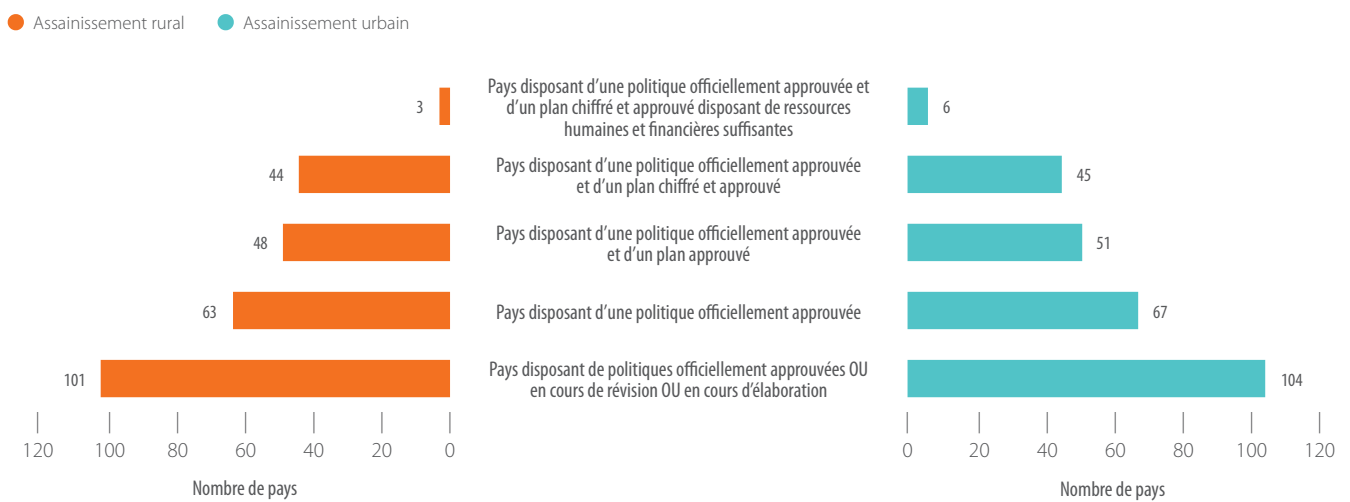 Assainissement rural Assainissement urbain
Pays disposant d’une politique officiellement approuvée et
d’un plan chiffré et approuvé disposant de ressources
humaines et financières suffisantes
3
6
Pays disposant d’une politique officiellement approuvée
et d’un plan chiffré et approuvé
44
45
Pays disposant d’une politique officiellement approuvée
et d’un plan approuvé
48
51
63 Pays disposant d’une politique officiellement approuvée 67
Pays disposant de politiques officiellement approuvées OU
en cours de révision OU en cours d’élaboration
101
104
120 100 80 60 40 20 0 0 20 40 60 80 100 120
Nombre de pays Nombre de pays